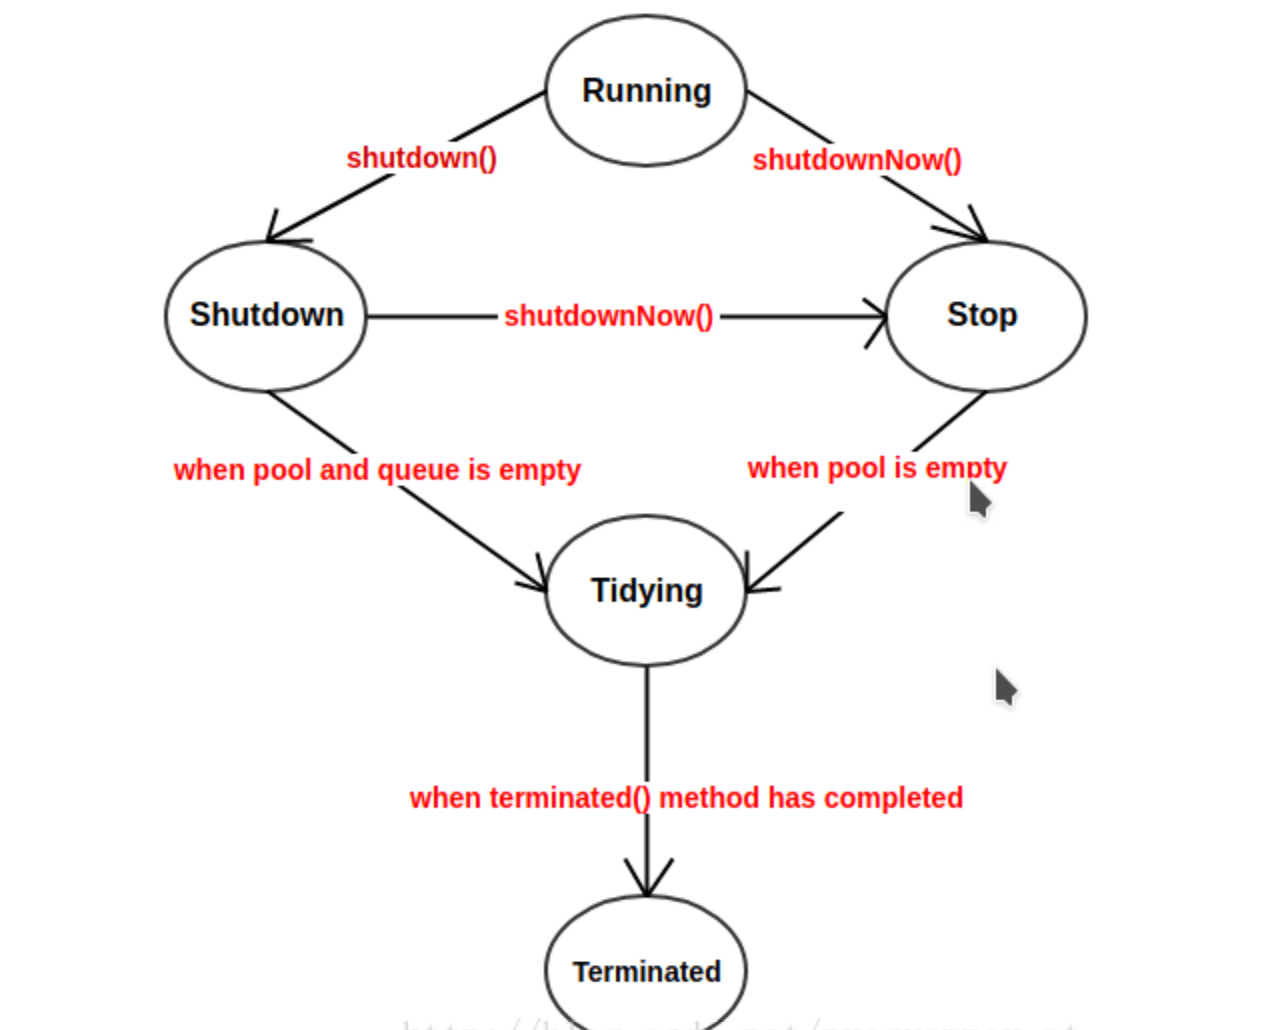 Running
shutdown()
shutdownNow()
Shutdown
shutdownNow()
Stop
when pool and queue is empty
when pool is empty
Tidying
when terminated() method has completed
Terminated